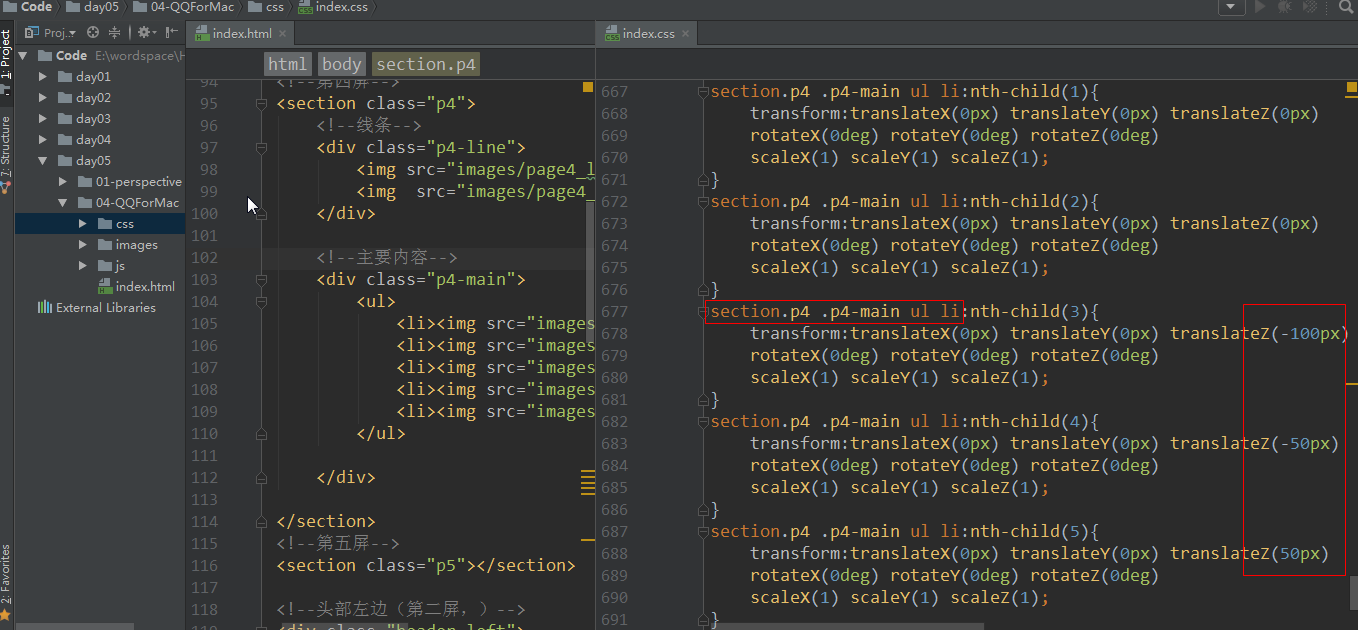 Code day05 04-QQForMac css index.css
Proj.
index.html
index.css
1: Project
7: Structure
2: Favorites
Code E:\wordspace\H
day01
day02
day03
day04
day05
01-perspective
04-QQForMac
css
images
js
index.html
External Libraries
html body section.p4
94 <!--第四屏-->
95 <section class="p4">
96 <!--线条-->
97 <div class="p4-line">
98 <img src="images/page4_l
99 <img  src="images/page4_
100 </div>
101
102 <!--主要内容-->
103 <div class="p4-main">
104 <ul>
105 <li><img src="images
106 <li><img src="images
107 <li><img src="images
108 <li><img src="images
109 <li><img src="images
110 </ul>
111
112 </div>
113
114 </section>
115 <!--第五屏-->
116 <section class="p5"></section>
117
118 <!--头部左边（第二屏，）-->
119 <div class="header-left">
667 section.p4 .p4-main ul li:nth-child(1){
668 transform:translateX(0px) translateY(0px) translateZ(0px)
669 rotateX(0deg) rotateY(0deg) rotateZ(0deg)
670 scaleX(1) scaleY(1) scaleZ(1);
671 }
672 section.p4 .p4-main ul li:nth-child(2){
673 transform:translateX(0px) translateY(0px) translateZ(0px)
674 rotateX(0deg) rotateY(0deg) rotateZ(0deg)
675 scaleX(1) scaleY(1) scaleZ(1);
676 }
677 section.p4 .p4-main ul li:nth-child(3){
678 transform:translateX(0px) translateY(0px) translateZ(-100px)
679 rotateX(0deg) rotateY(0deg) rotateZ(0deg)
680 scaleX(1) scaleY(1) scaleZ(1);
681 }
682 section.p4 .p4-main ul li:nth-child(4){
683 transform:translateX(0px) translateY(0px) translateZ(-50px)
684 rotateX(0deg) rotateY(0deg) rotateZ(0deg)
685 scaleX(1) scaleY(1) scaleZ(1);
686 }
687 section.p4 .p4-main ul li:nth-child(5){
688 transform:translateX(0px) translateY(0px) translateZ(50px)
689 rotateX(0deg) rotateY(0deg) rotateZ(0deg)
690 scaleX(1) scaleY(1) scaleZ(1);
691 }